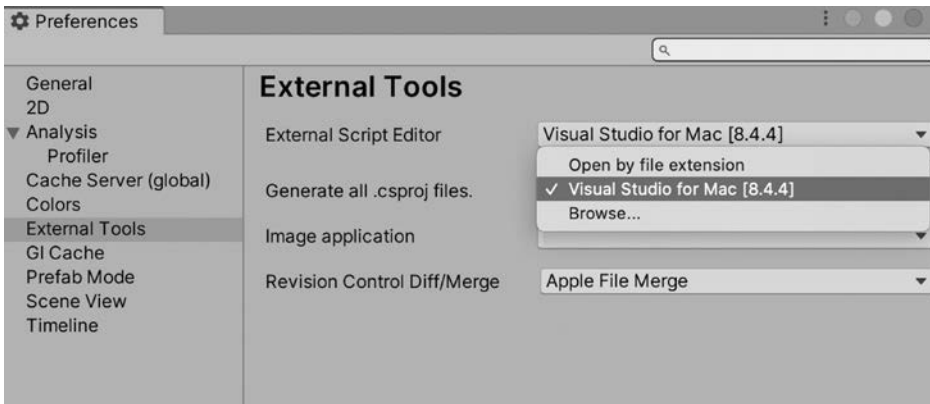 Preferences
General
2D
Analysis
Profiler
Cache Server (global)
Colors
External Tools
GI Cache
Prefab Mode
Scene View
Timeline
External Tools
External Script Editor
Visual Studio for Mac [8.4.4]
Open by file extension
✓ Visual Studio for Mac [8.4.4]
Browse...
Generate all .csproj files.
Image application
Revision Control Diff/Merge
Apple File Merge